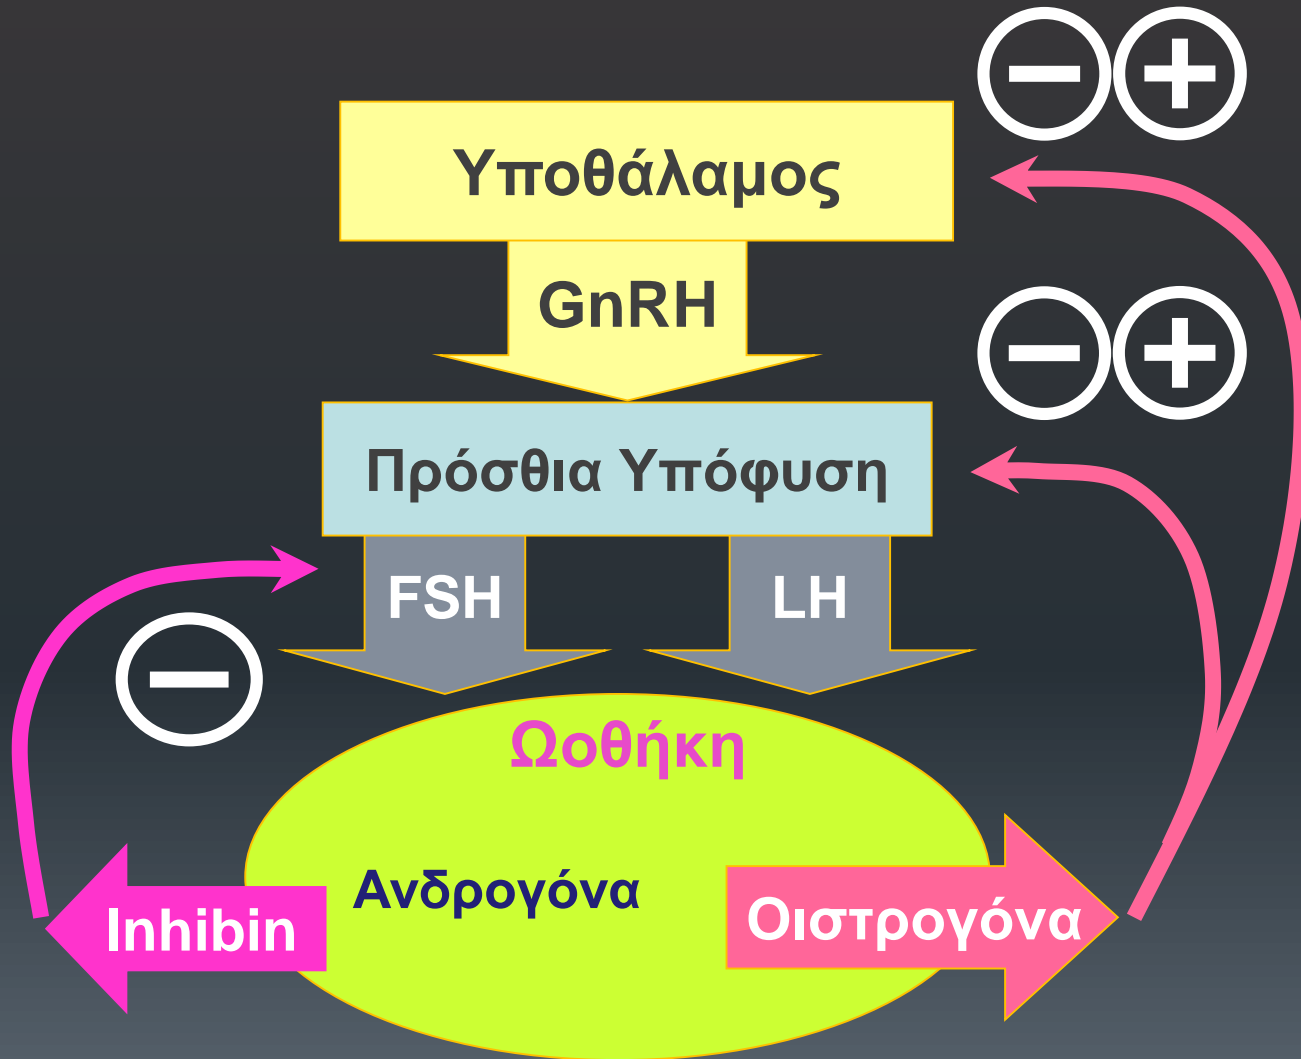 Υποθάλαμος
GnRH
Πρόσθια Υπόφυση
FSH
LH
Ωοθήκη
Ανδρογόνα
Inhibin
Οιστρογόνα